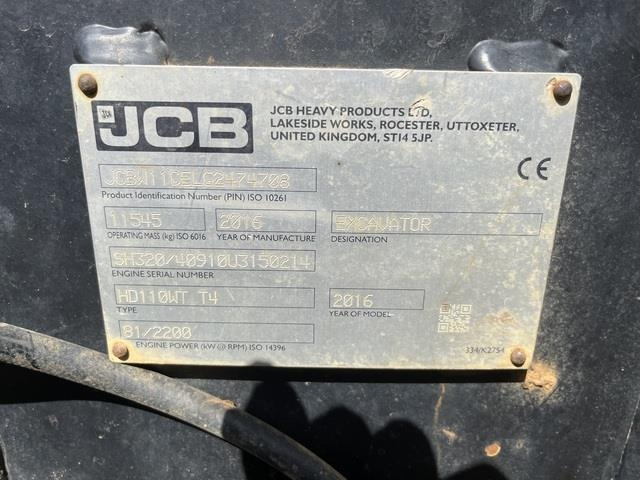 JCB
JCB HEAVY PRODUCTS LTD,
LAKESIDE WORKS, ROCESTER, UTTOXETER,
UNITED KINGDOM, ST14 5JP.
CE
JCBW11CELG2474708
Product Identification Number (PIN) ISO 10261
11545 2016 EXCAVATOR
OPERATING MASS (kg) ISO 6016 YEAR OF MANUFACTURE DESIGNATION
SH320/40910U3150214
ENGINE SERIAL NUMBER
HD110WT T4 2016
TYPE YEAR OF MODEL
81/2200
ENGINE POWER (kW @ RPM) ISO 14396
334/K2754